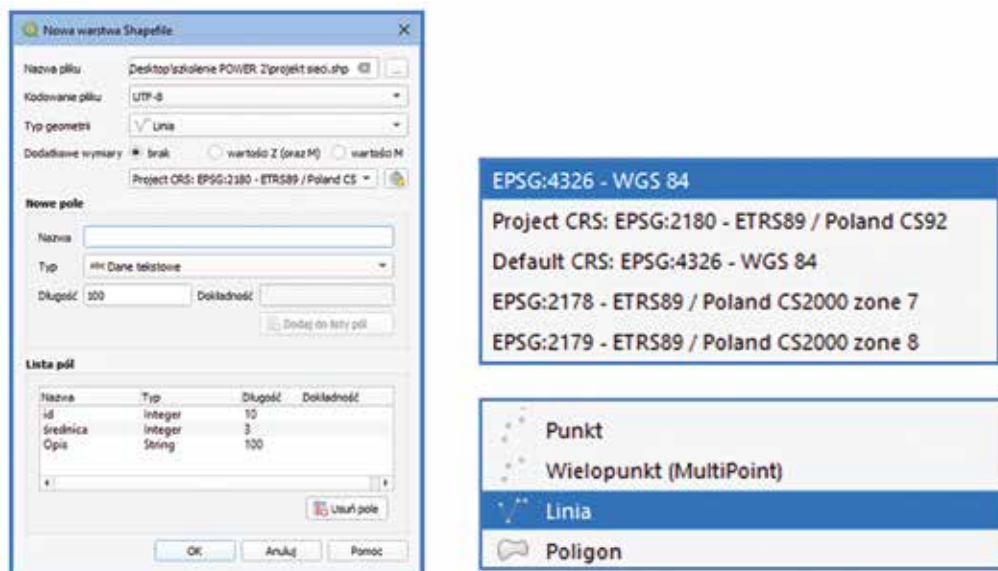 Nowa warstwa Shapefile
Nazwa pliku Desktop\szkolenie POWER 2\projekt sieci.shp ...
Kodowanie pliku UTF-8
Typ geometrii Linia
Dodatkowe wymiary brak wartości Z (oraz M) wartości M
Project CRS: EPSG:2180 - ETRS89 / Poland CS
Nowe pole
Nazwa
Typ abc Dane tekstowe
Długość 100 Dokładność
Dodaj do listy pól
Lista pól
Nazwa Typ Długość Dokładność
id Integer 10
średnica Integer 3
Opis String 100
Usuń pole
OK Anuluj Pomoc
EPSG:4326 - WGS 84
Project CRS: EPSG:2180 - ETRS89 / Poland CS92
Default CRS: EPSG:4326 - WGS 84
EPSG:2178 - ETRS89 / Poland CS2000 zone 7
EPSG:2179 - ETRS89 / Poland CS2000 zone 8
Punkt
Wielopunkt (MultiPoint)
Linia
Poligon